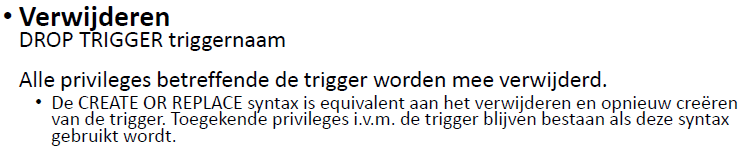 • Verwijderen
DROP TRIGGER triggernaam
Alle privileges betreffende de trigger worden mee verwijderd.
• De CREATE OR REPLACE syntax is equivalent aan het verwijderen en opnieuw creëren
van de trigger. Toegekende privileges i.v.m. de trigger blijven bestaan als deze syntax
gebruikt wordt.